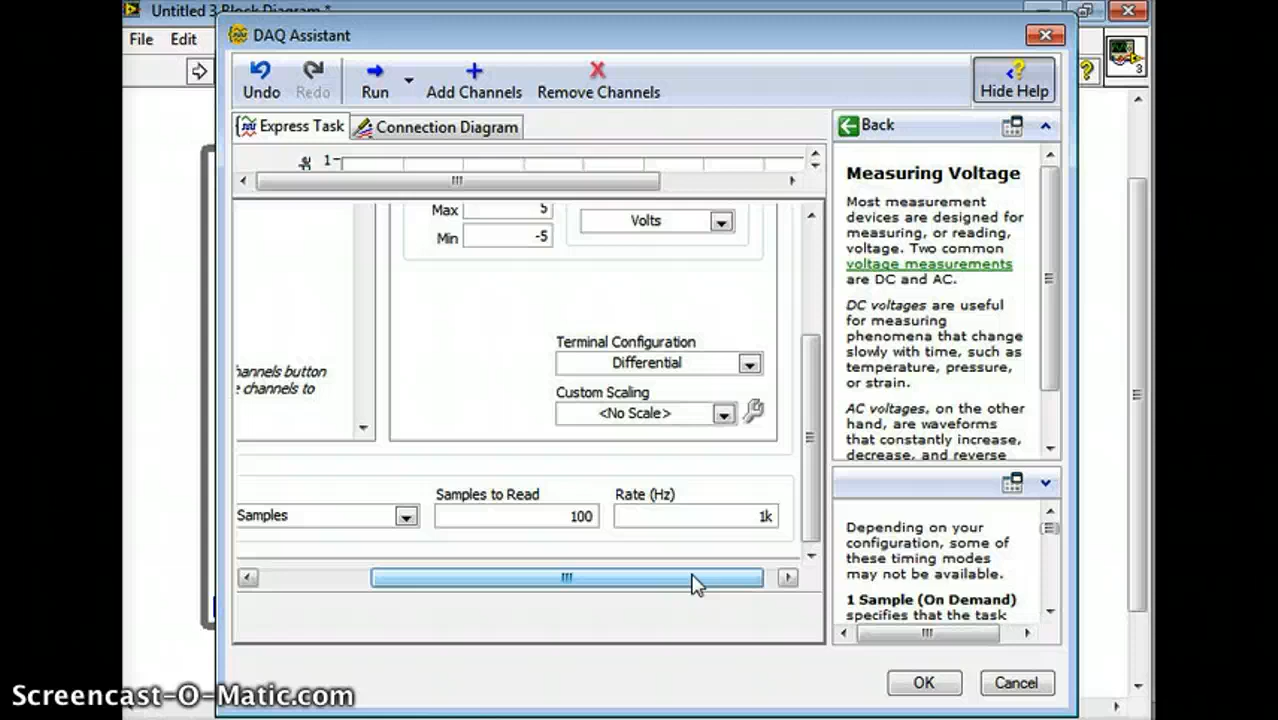 Untitled 3 Block Diagram *
File Edit
DAQ Assistant
Undo Redo Run Add Channels Remove Channels Hide Help
3
Express Task Connection Diagram
1
Back
Measuring Voltage
Most measurement
devices are designed for
measuring, or reading,
voltage. Two common
voltage measurements
are DC and AC.
DC voltages are useful
for measuring
phenomena that change
slowly with time, such as
temperature, pressure,
or strain.
AC voltages, on the other
hand, are waveforms
that constantly increase,
decrease, and reverse
Max 5
Min -5
Volts
Terminal Configuration
Differential
Custom Scaling
<No Scale>
hannels button
e channels to
Samples
Samples to Read
100
Rate (Hz)
1k
Depending on your
configuration, some of
these timing modes
may not be available.
1 Sample (On Demand)
specifies that the task
OK Cancel
Screencast-O-Matic.com